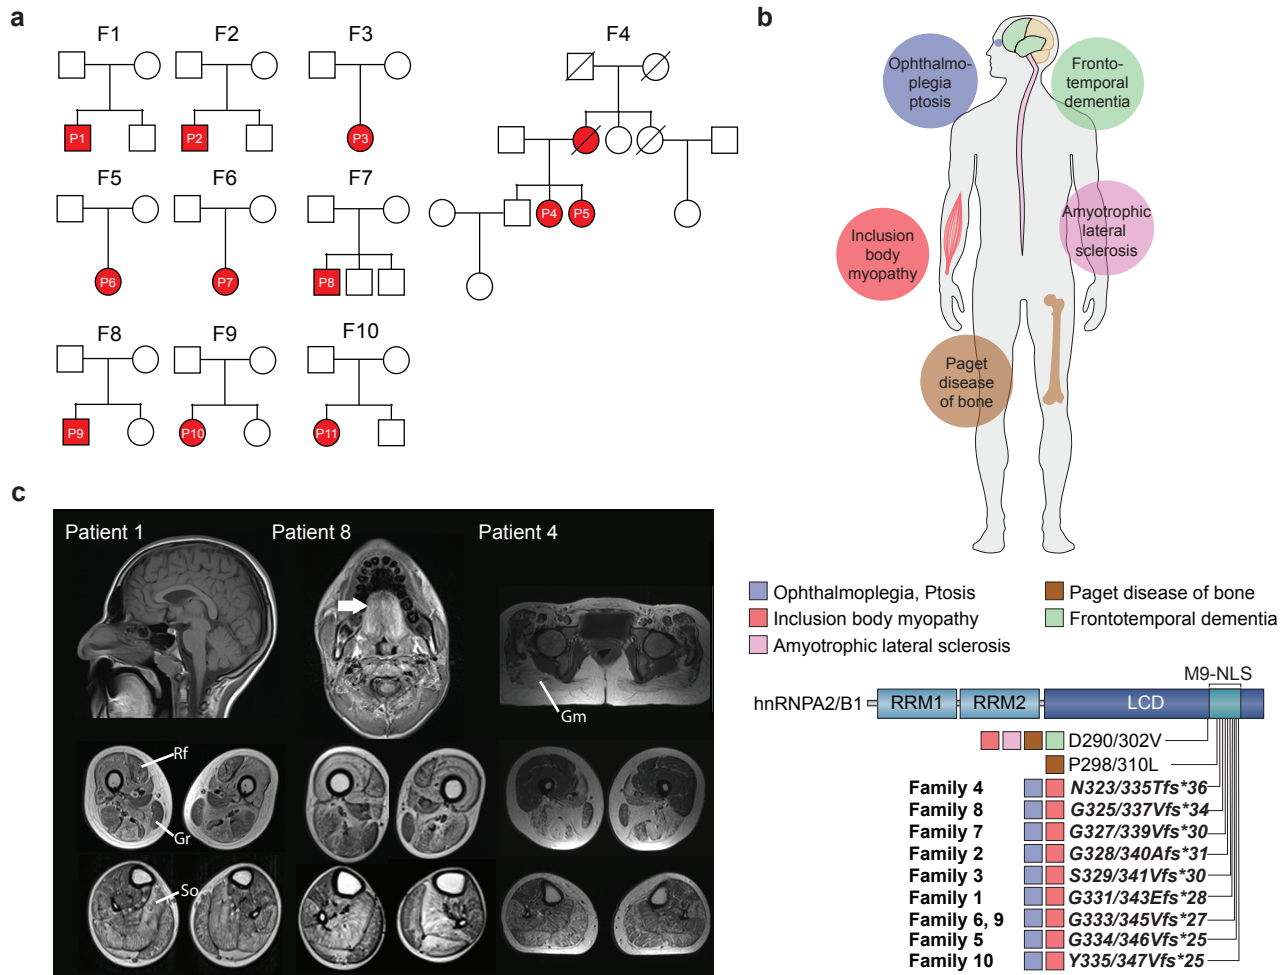 a
F1
F2
F3
F4
P1
P2
P3
F5
F6
F7
P4
P5
P6
P7
P8
F8
F9
F10
P9
P10
P11
b
Ophthalmo-
plegia
ptosis
Fronto-
temporal
dementia
Inclusion
body
myopathy
Amyotrophic
lateral
sclerosis
Paget
disease
of bone
c
Patient 1
Patient 8
Patient 4
Gm
Rf
Gr
So
Ophthalmoplegia, Ptosis
Paget disease of bone
Inclusion body myopathy
Frontotemporal dementia
Amyotrophic lateral sclerosis
M9-NLS
hnRNPA2/B1
RRM1
RRM2
LCD
D290/302V
P298/310L
Family 4 N323/335Tfs*36
Family 8 G325/337Vfs*34
Family 7 G327/339Vfs*30
Family 2 G328/340Afs*31
Family 3 S329/341Vfs*30
Family 1 G331/343Efs*28
Family 6, 9 G333/345Vfs*27
Family 5 G334/346Vfs*25
Family 10 Y335/347Vfs*25